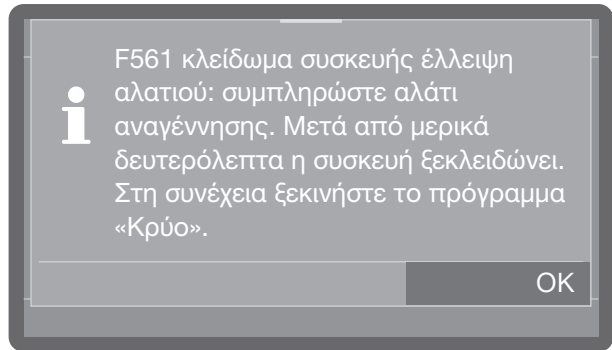 F561 κλείδωμα συσκευής έλλειψη
αλατιού: συμπληρώστε αλάτι
αναγέννησης. Μετά από μερικά
δευτερόλεπτα η συσκευή ξεκλειδώνει.
Στη συνέχεια ξεκινήστε το πρόγραμμα
«Κρύο».
OK